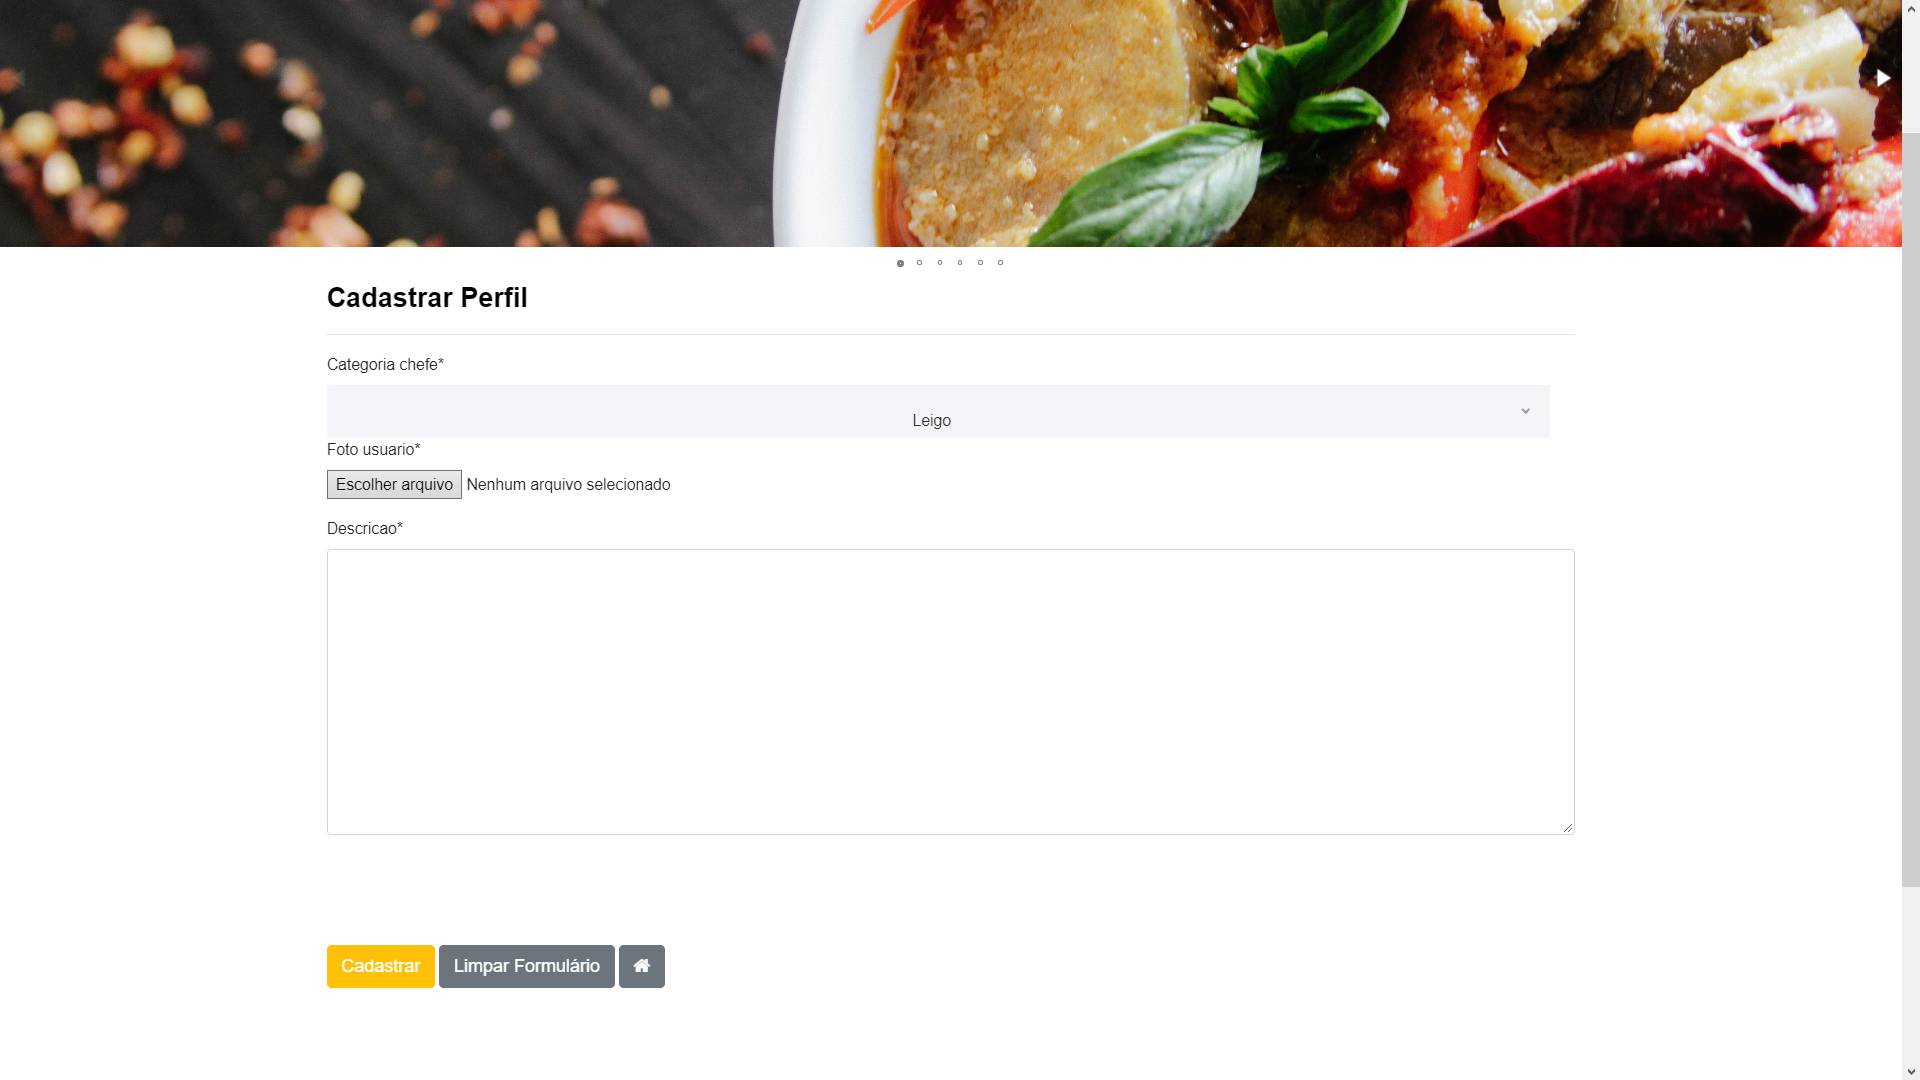 Cadastrar Perfil
Categoria chefe*
Leigo
Foto usuario*
Escolher arquivo Nenhum arquivo selecionado
Descricao*
Cadastrar Limpar Formulário